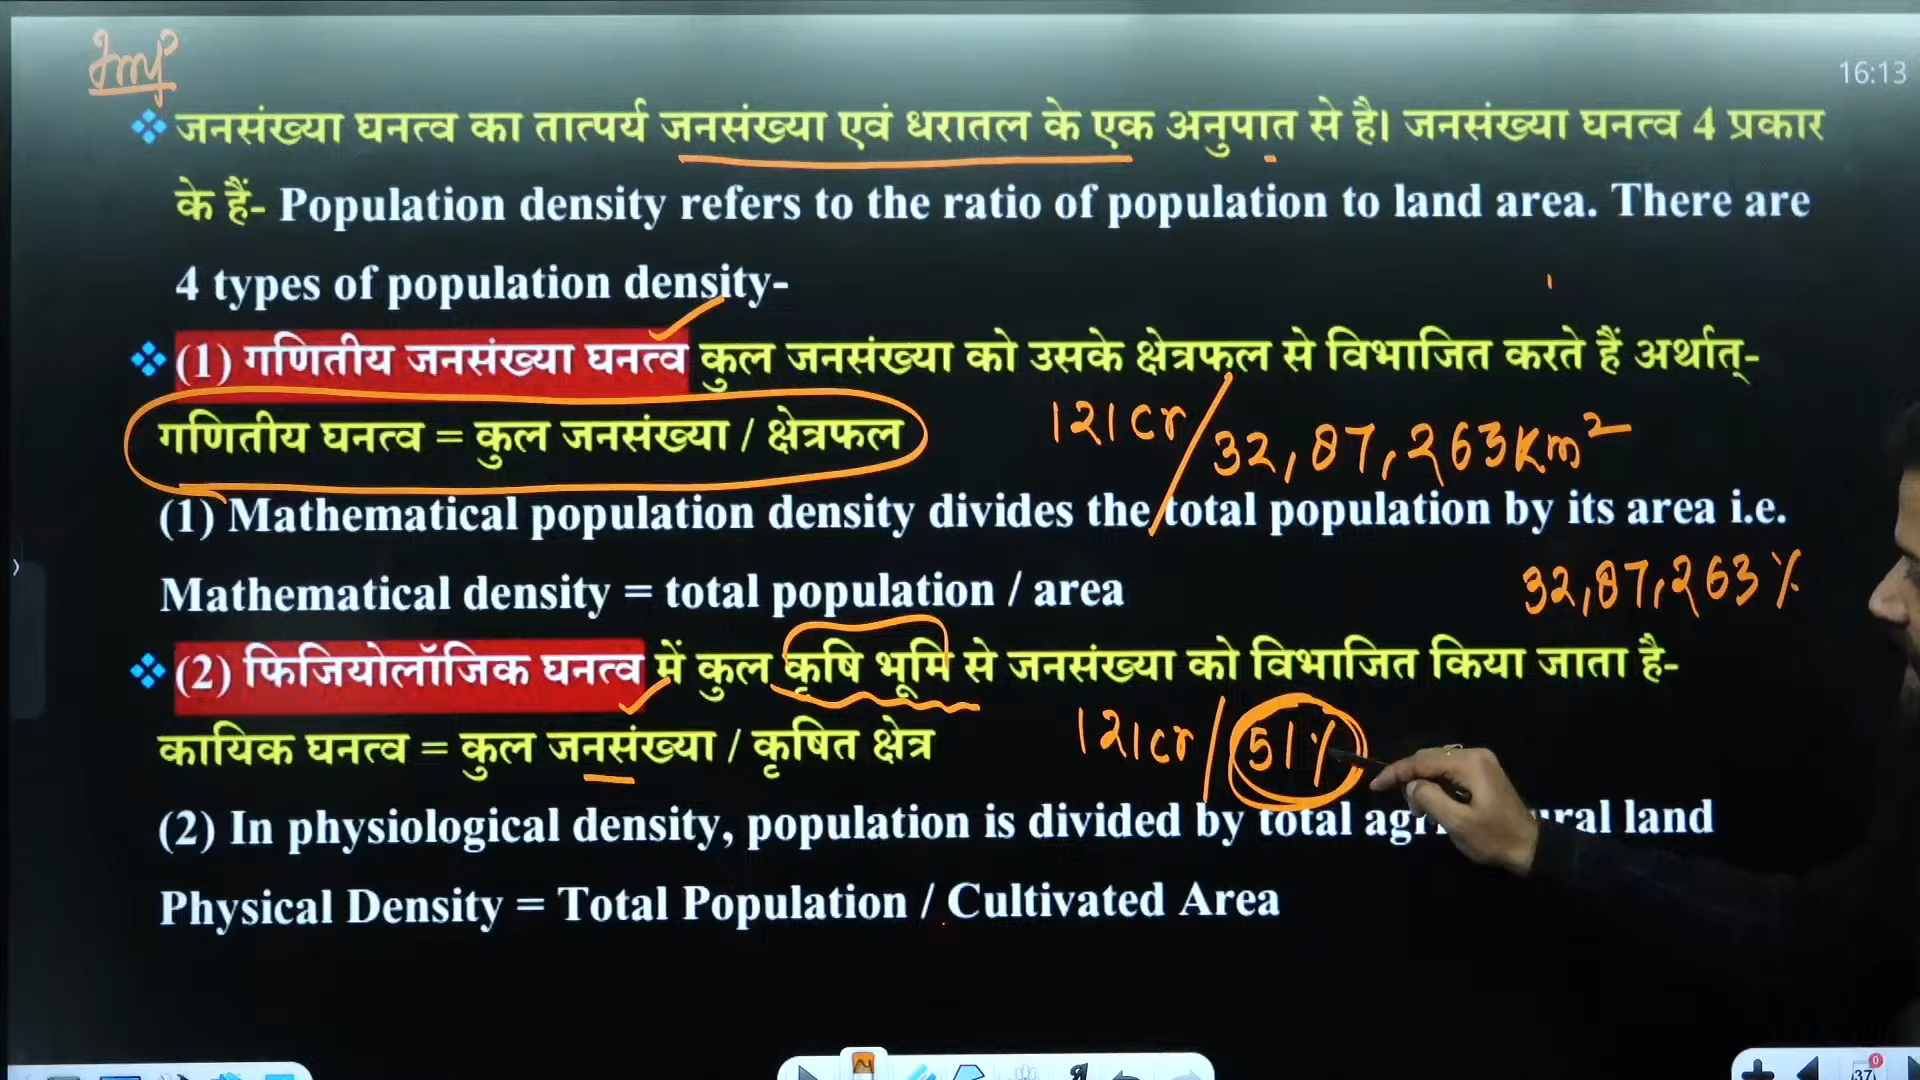 Imp
16:13
जनसंख्या घनत्व का तात्पर्य जनसंख्या एवं धरातल के एक अनुपात से है। जनसंख्या घनत्व 4 प्रकार
के हैं- Population density refers to the ratio of population to land area. There are
4 types of population density-
(1) गणितीय जनसंख्या घनत्व कुल जनसंख्या को उसके क्षेत्रफल से विभाजित करते हैं अर्थात्-
गणितीय घनत्व = कुल जनसंख्या / क्षेत्रफल
121cr/32,87,263Km²
(1) Mathematical population density divides the total population by its area i.e.
Mathematical density = total population / area
32,87,263%
(2) फिजियोलॉजिक घनत्व में कुल कृषि भूमि से जनसंख्या को विभाजित किया जाता है-
कायिक घनत्व = कुल जनसंख्या / कृषित क्षेत्र
121cr/51%
(2) In physiological density, population is divided by total land
Physical Density = Total Population / Cultivated Area
37
0